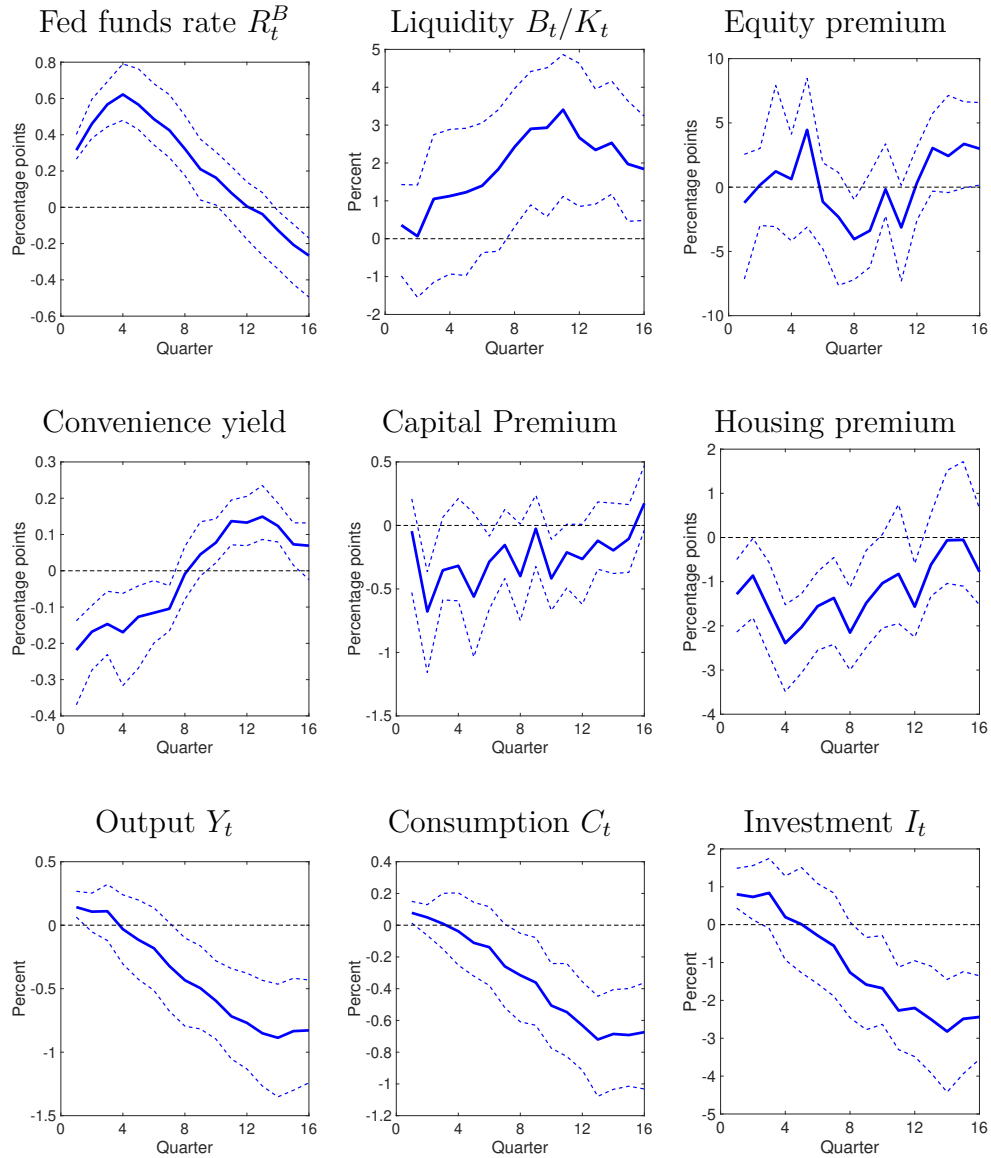 Fed funds rate R_t^B
Liquidity B_t/K_t
Equity premium
Percentage points
0.8
0.6
0.4
0.2
0
-0.2
-0.4
-0.6
0 4 8 12 16
Quarter
Percent
5
4
3
2
1
0
-1
-2
0 4 8 12 16
Quarter
Percentage points
10
5
0
-5
-10
0 4 8 12 16
Quarter
Convenience yield
Capital Premium
Housing premium
Percentage points
0.3
0.2
0.1
0
-0.1
-0.2
-0.3
-0.4
0 4 8 12 16
Quarter
Percentage points
0.5
0
-0.5
-1
-1.5
0 4 8 12 16
Quarter
Percentage points
2
1
0
-1
-2
-3
-4
0 4 8 12 16
Quarter
Output Y_t
Consumption C_t
Investment I_t
Percent
0.5
0
-0.5
-1
-1.5
0 4 8 12 16
Quarter
Percent
0.4
0.2
0
-0.2
-0.4
-0.6
-0.8
-1
-1.2
0 4 8 12 16
Quarter
Percent
2
1
0
-1
-2
-3
-4
-5
0 4 8 12 16
Quarter